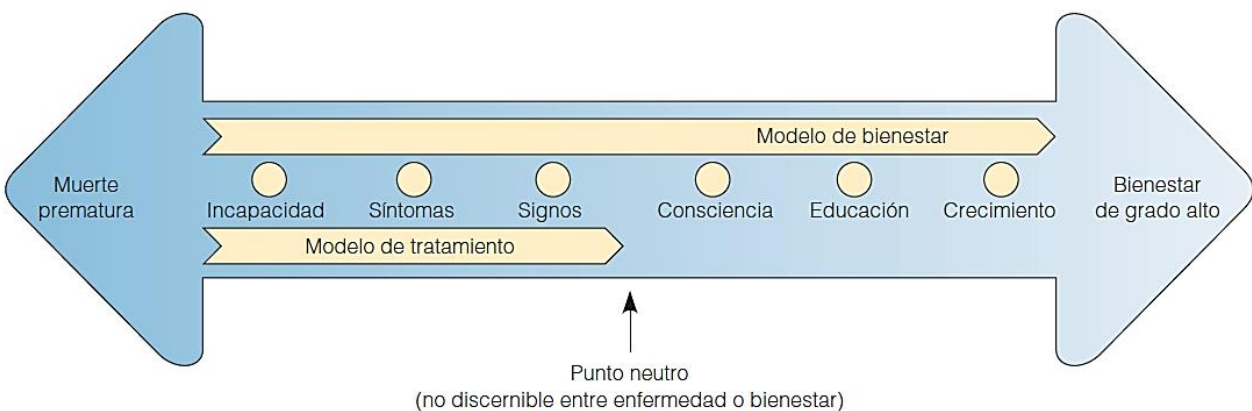 Modelo de bienestar
Muerte
prematura
Incapacidad
Síntomas
Signos
Consciencia
Educación
Crecimiento
Bienestar
de grado alto
Modelo de tratamiento
Punto neutro
(no discernible entre enfermedad o bienestar)